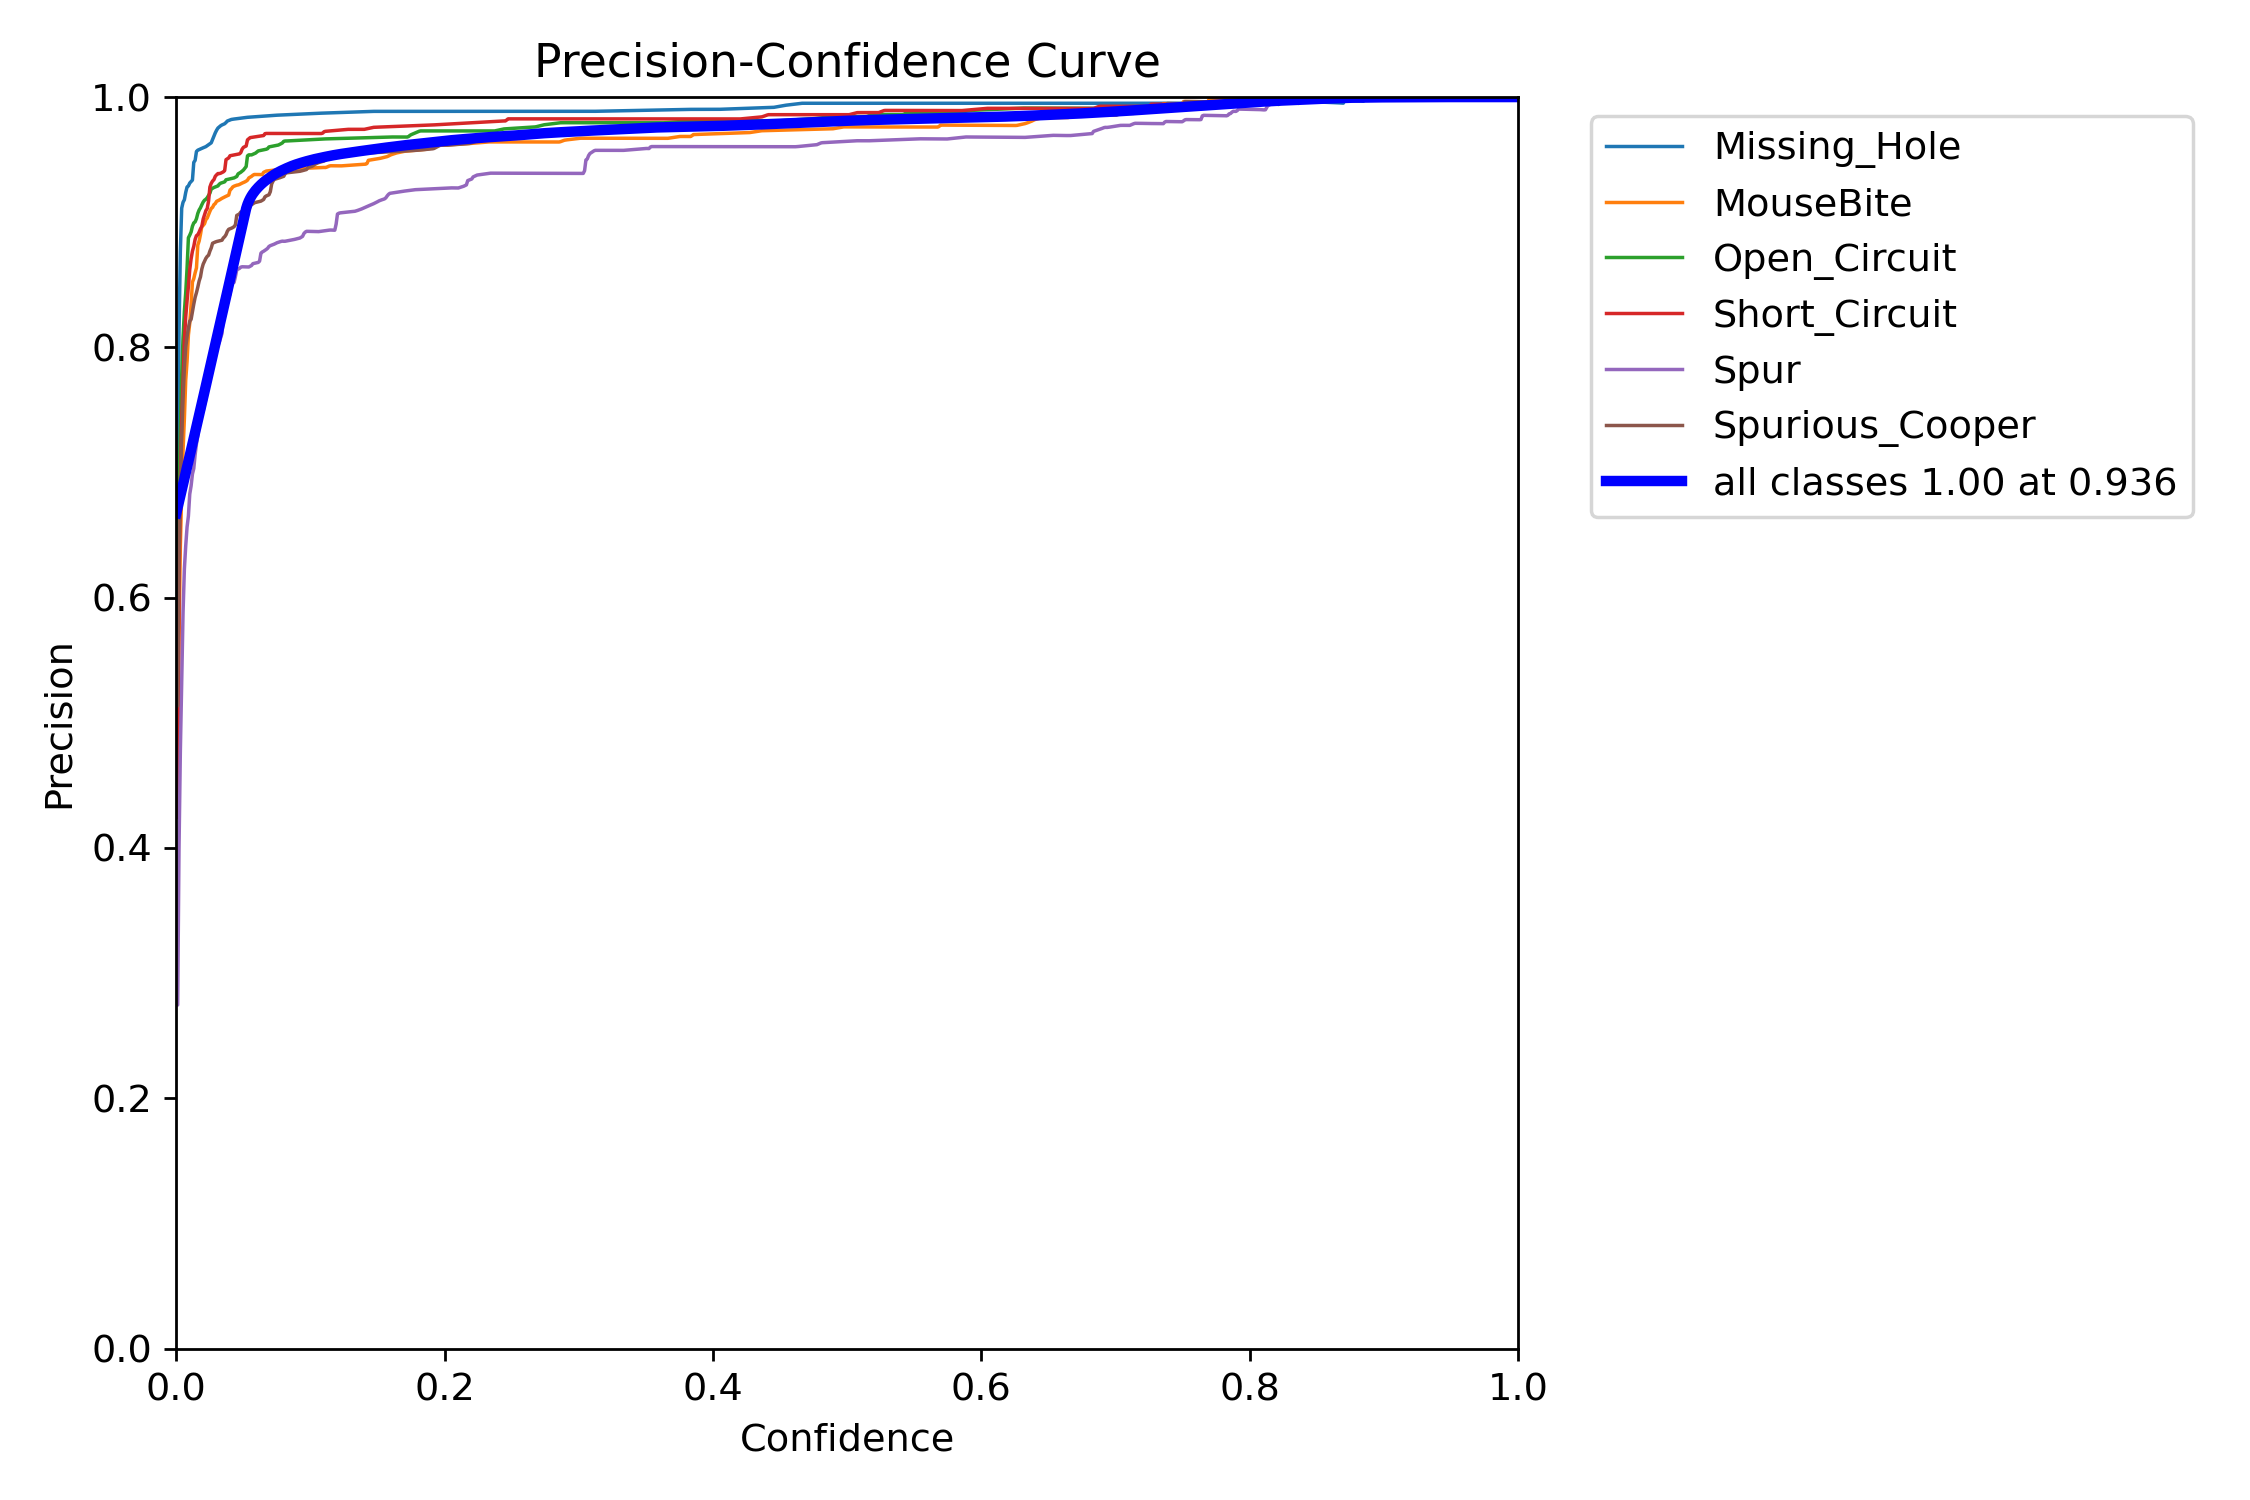 Precision-Confidence Curve
1.0
0.8
0.6
0.4
0.2
0.0
Precision
0.0 0.2 0.4 0.6 0.8 1.0
Confidence
Missing_Hole
MouseBite
Open_Circuit
Short_Circuit
Spur
Spurious_Cooper
all classes 1.00 at 0.936